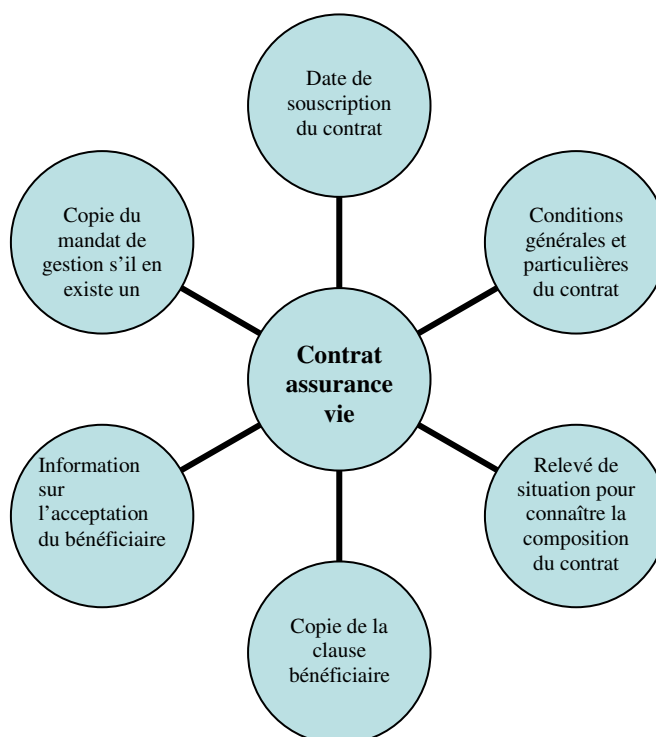 Date de
souscription
du contrat
Copie du
mandat de
gestion s’il en
existe un
Conditions
générales et
particulières
du contrat
Contrat
assurance
vie
Information
sur
l’acceptation
du bénéficiaire
Relevé de
situation pour
connaître la
composition
du contrat
Copie de la
clause
bénéficiaire